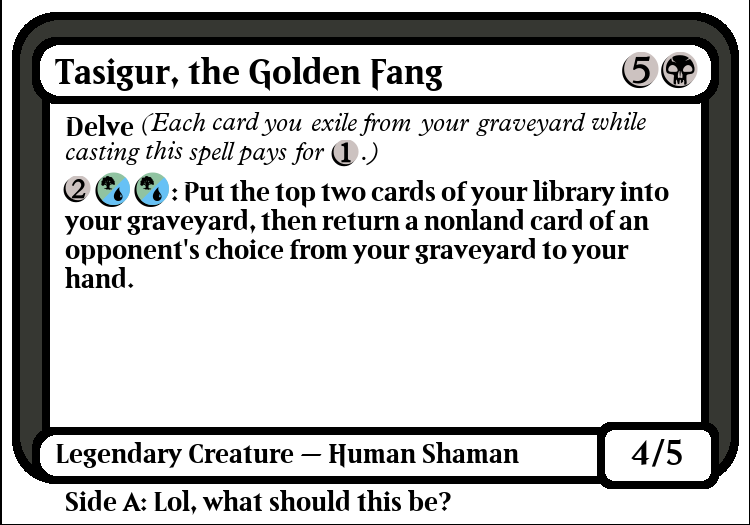 Tasigur, the Golden Fang 5
Delve (Each card you exile from your graveyard while
casting this spell pays for 1.)
2: Put the top two cards of your library into
your graveyard, then return a nonland card of an
opponent's choice from your graveyard to your
hand.
Legendary Creature — Human Shaman 4/5
Side A: Lol, what should this be?